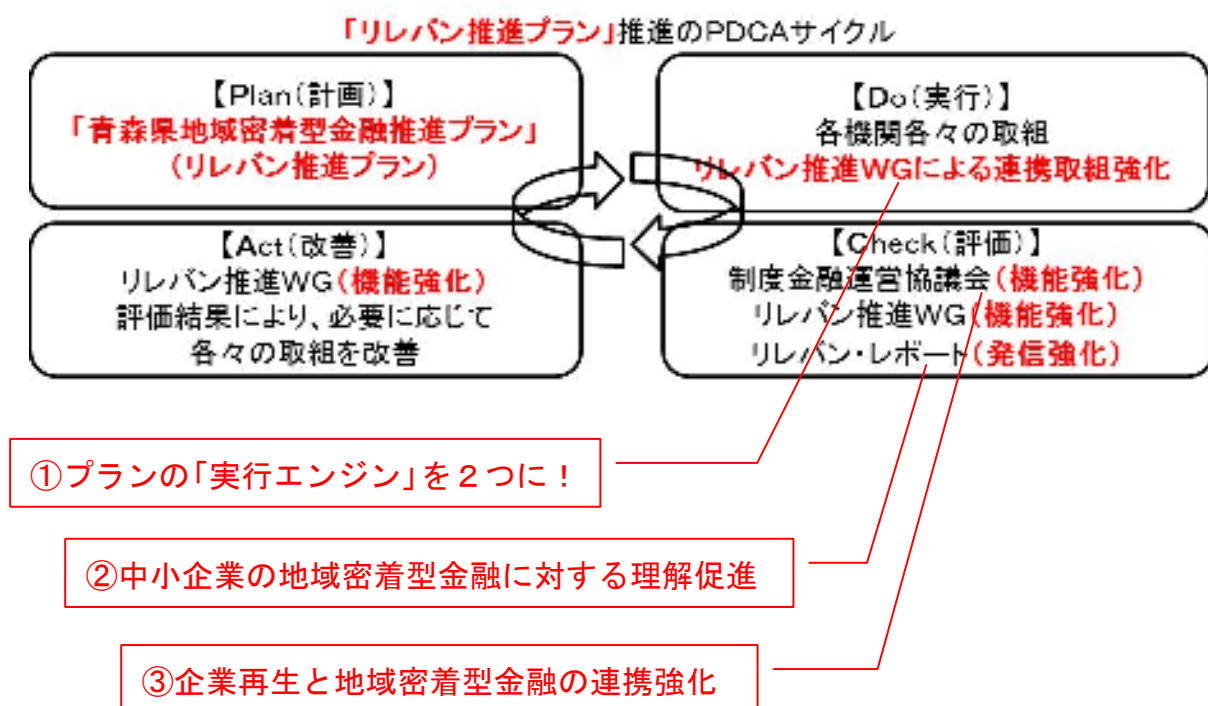 「リレバン推進プラン」推進のPDCAサイクル
【Plan(計画)】
「青森県地域密着型金融推進プラン」
(リレバン推進プラン)
【Do(実行)】
各機関各々の取組
リレバン推進WGによる連携取組強化
【Act(改善)】
リレバン推進WG(機能強化)
評価結果により、必要に応じて
各々の取組を改善
【Check(評価)】
制度金融運営協議会(機能強化)
リレバン推進WG(機能強化)
リレバン・レポート(発信強化)
①プランの「実行エンジン」を２つに！
②中小企業の地域密着型金融に対する理解促進
③企業再生と地域密着型金融の連携強化